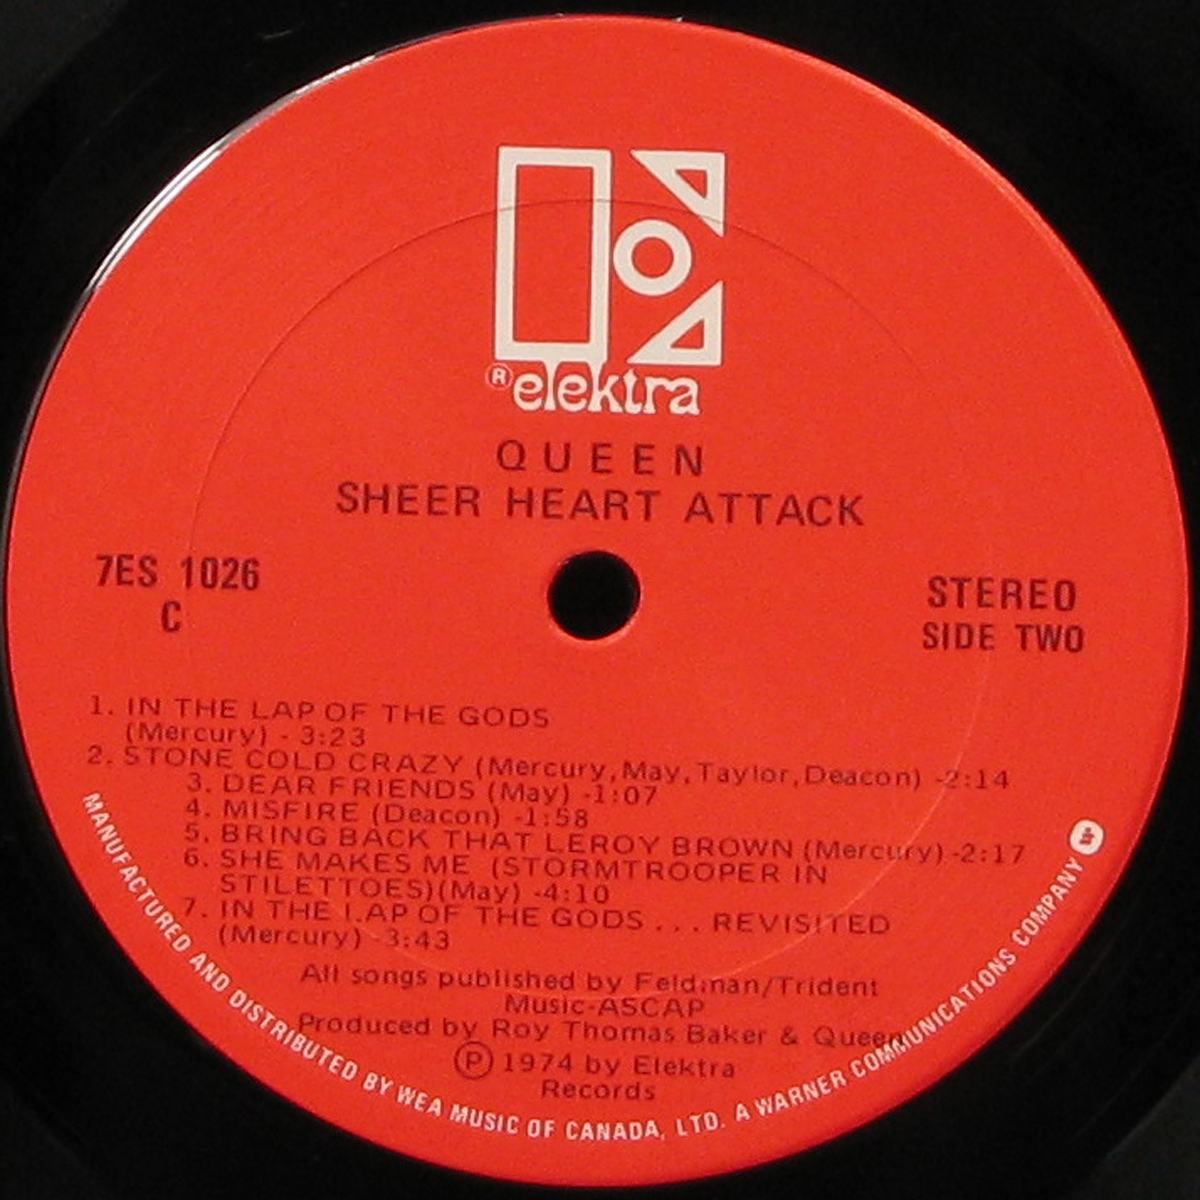 ® elektra
QUEEN
SHEER HEART ATTACK
7ES 1026
C
STEREO
SIDE TWO
1. IN THE LAP OF THE GODS
(Mercury) - 3:23
2. STONE COLD CRAZY (Mercury, May, Taylor, Deacon) -2:14
3. DEAR FRIENDS (May) -1:07
4. MISFIRE (Deacon) -1:58
5. BRING BACK THAT LEROY BROWN (Mercury) -2:17
6. SHE MAKES ME (STORMTROOPER IN
STILETTOES)(May) -4:10
7. IN THE LAP OF THE GODS ... REVISITED
(Mercury) -3:43
All songs published by Feldman/Trident
Music-ASCAP
Produced by Roy Thomas Baker & Queen
Ⓟ 1974 by Elektra
Records
MANUFACTURED AND DISTRIBUTED BY WEA MUSIC OF CANADA, LTD. A WARNER COMMUNICATIONS COMPANY